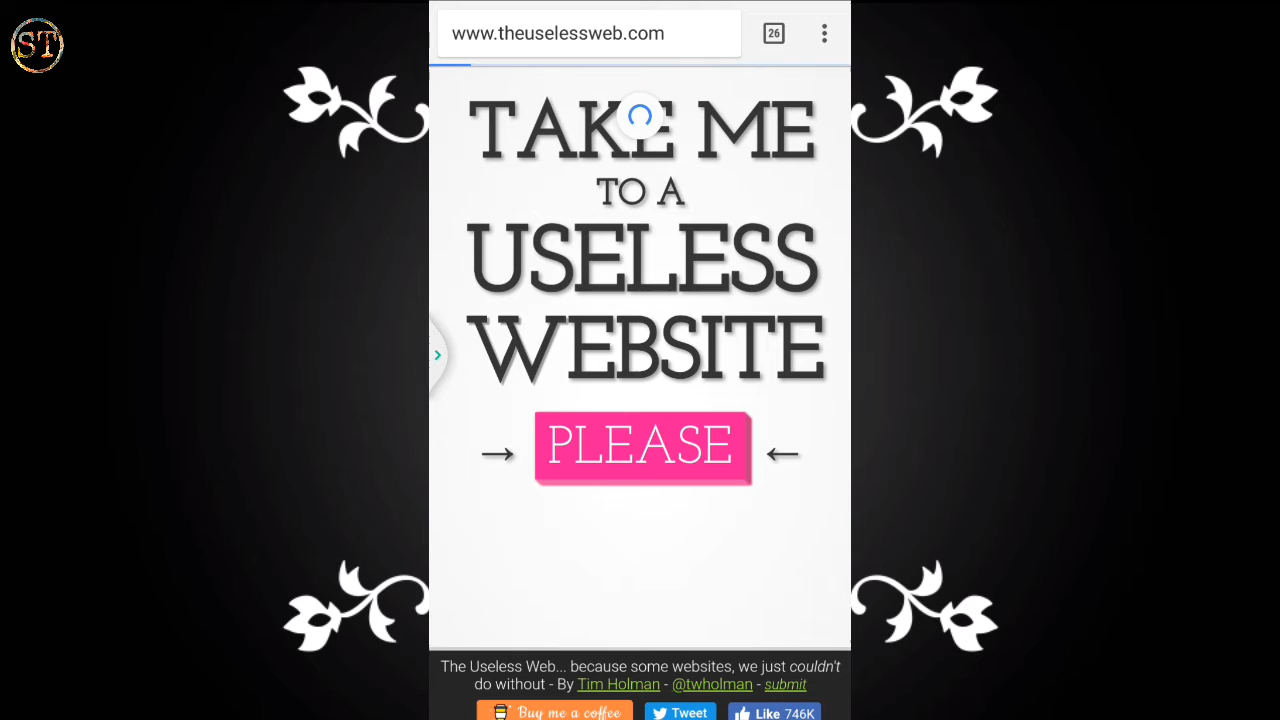 ST
www.theuselessweb.com
26
TAKE ME
TO A
USELESS
WEBSITE
→ PLEASE ←
The Useless Web... because some websites, we just couldn't
do without - By Tim Holman - @twholman - submit
Buy me a coffee Tweet Like 746K